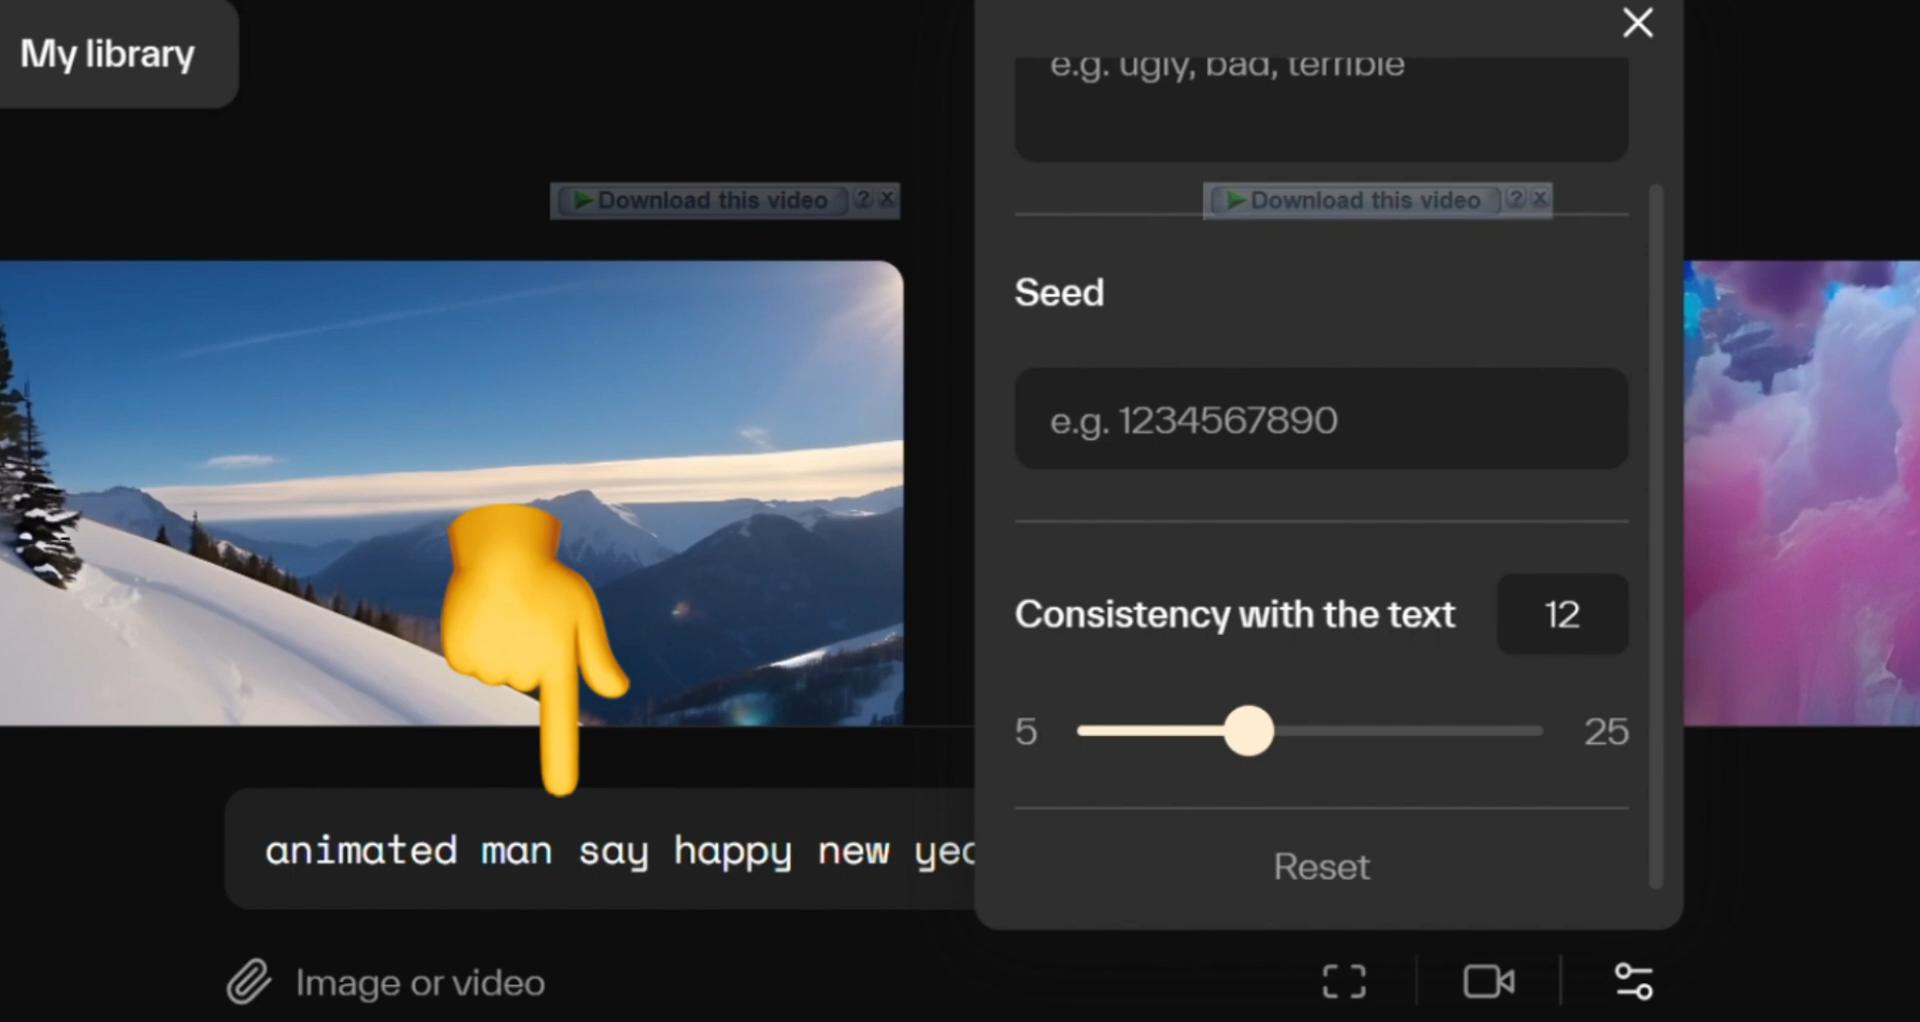 My library
e.g. ugly, bad, terrible
Download this video ? x
Download this video ? x
Seed
e.g. 1234567890
Consistency with the text 12
5 25
animated man say happy new yea
Reset
Image or video